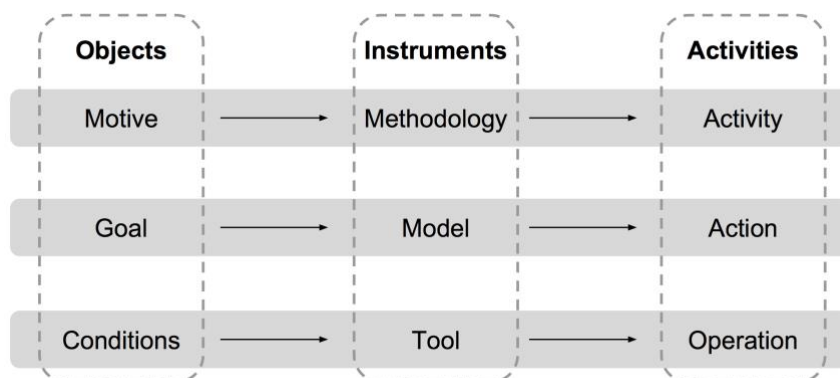 Objects Instruments Activities
Motive Methodology Activity
Goal Model Action
Conditions Tool Operation